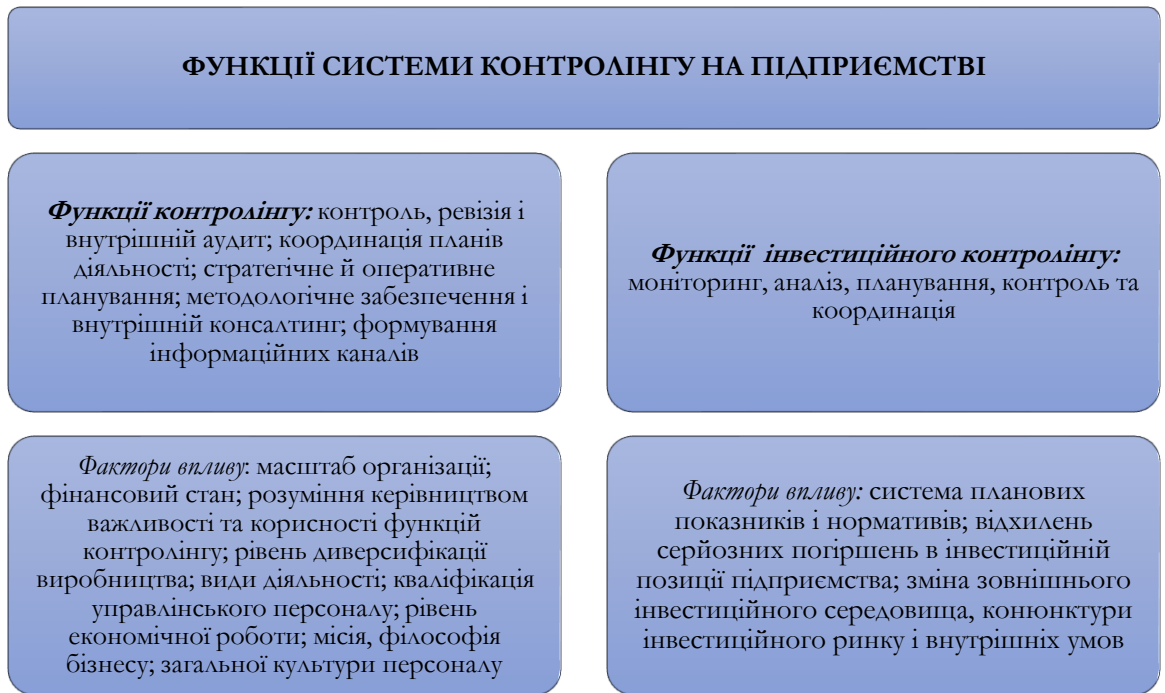 ФУНКЦІЇ СИСТЕМИ КОНТРОЛІНГУ НА ПІДПРИЄМСТВІ
Функції контролінгу: контроль, ревізія і
внутрішній аудит; координація планів
діяльності; стратегічне й оперативне
планування; методологічне забезпечення і
внутрішній консалтинг; формування
інформаційних каналів
Функції інвестиційного контролінгу:
моніторинг, аналіз, планування, контроль та
координація
Фактори впливу: масштаб організації;
фінансовий стан; розуміння керівництвом
важливості та корисності функцій
контролінгу; рівень диверсифікації
виробництва; види діяльності; кваліфікація
управлінського персоналу; рівень
економічної роботи; місія, філософія
бізнесу; загальної культури персоналу
Фактори впливу: система планових
показників і нормативів; відхилень
серйозних погіршень в інвестиційній
позиції підприємства; зміна зовнішнього
інвестиційного середовища, конюнктури
інвестиційного ринку і внутрішніх умов